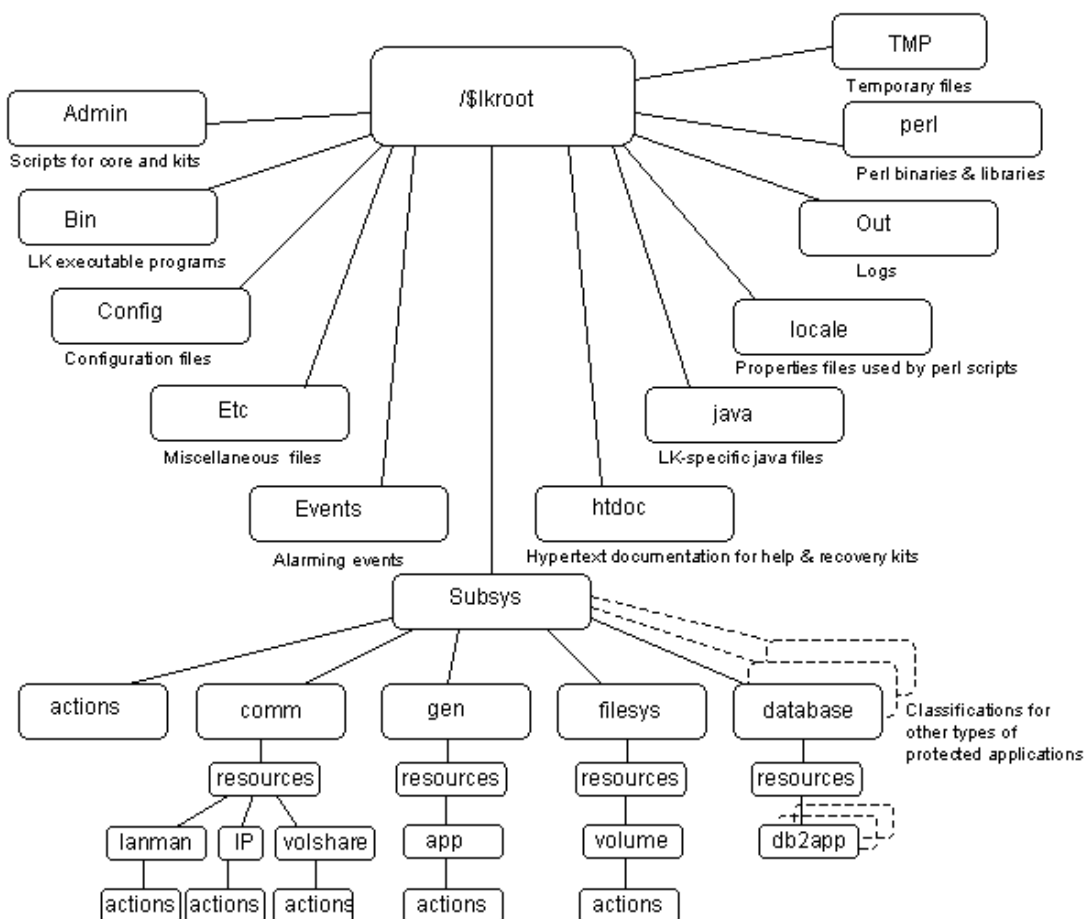 TMP
/$lkroot
Temporary files
Admin
perl
Scripts for core and kits
Perl binaries & libraries
Bin
Out
LK executable programs
Logs
Config
locale
Configuration files
Properties files used by perl scripts
Etc
java
Miscellaneous files
LK-specific java files
Events
htdoc
Alarming events
Hypertext documentation for help & recovery kits
Subsys
actions
comm
gen
filesys
database
Classifications for
other types of
protected applications
resources
resources
resources
resources
lanman
IP
volshare
app
volume
db2app
actions
actions
actions
actions
actions